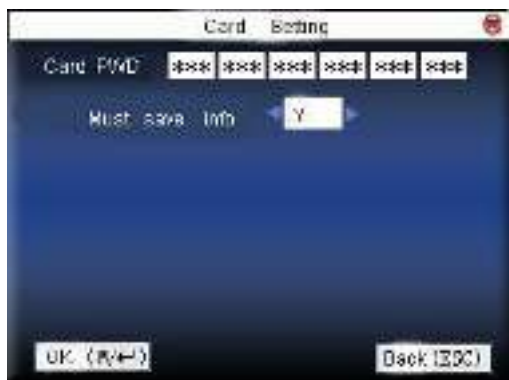 Card Setting
Card PWD *** *** *** *** *** ***
Must save info Y
OK (M/↵) Back (ESC)